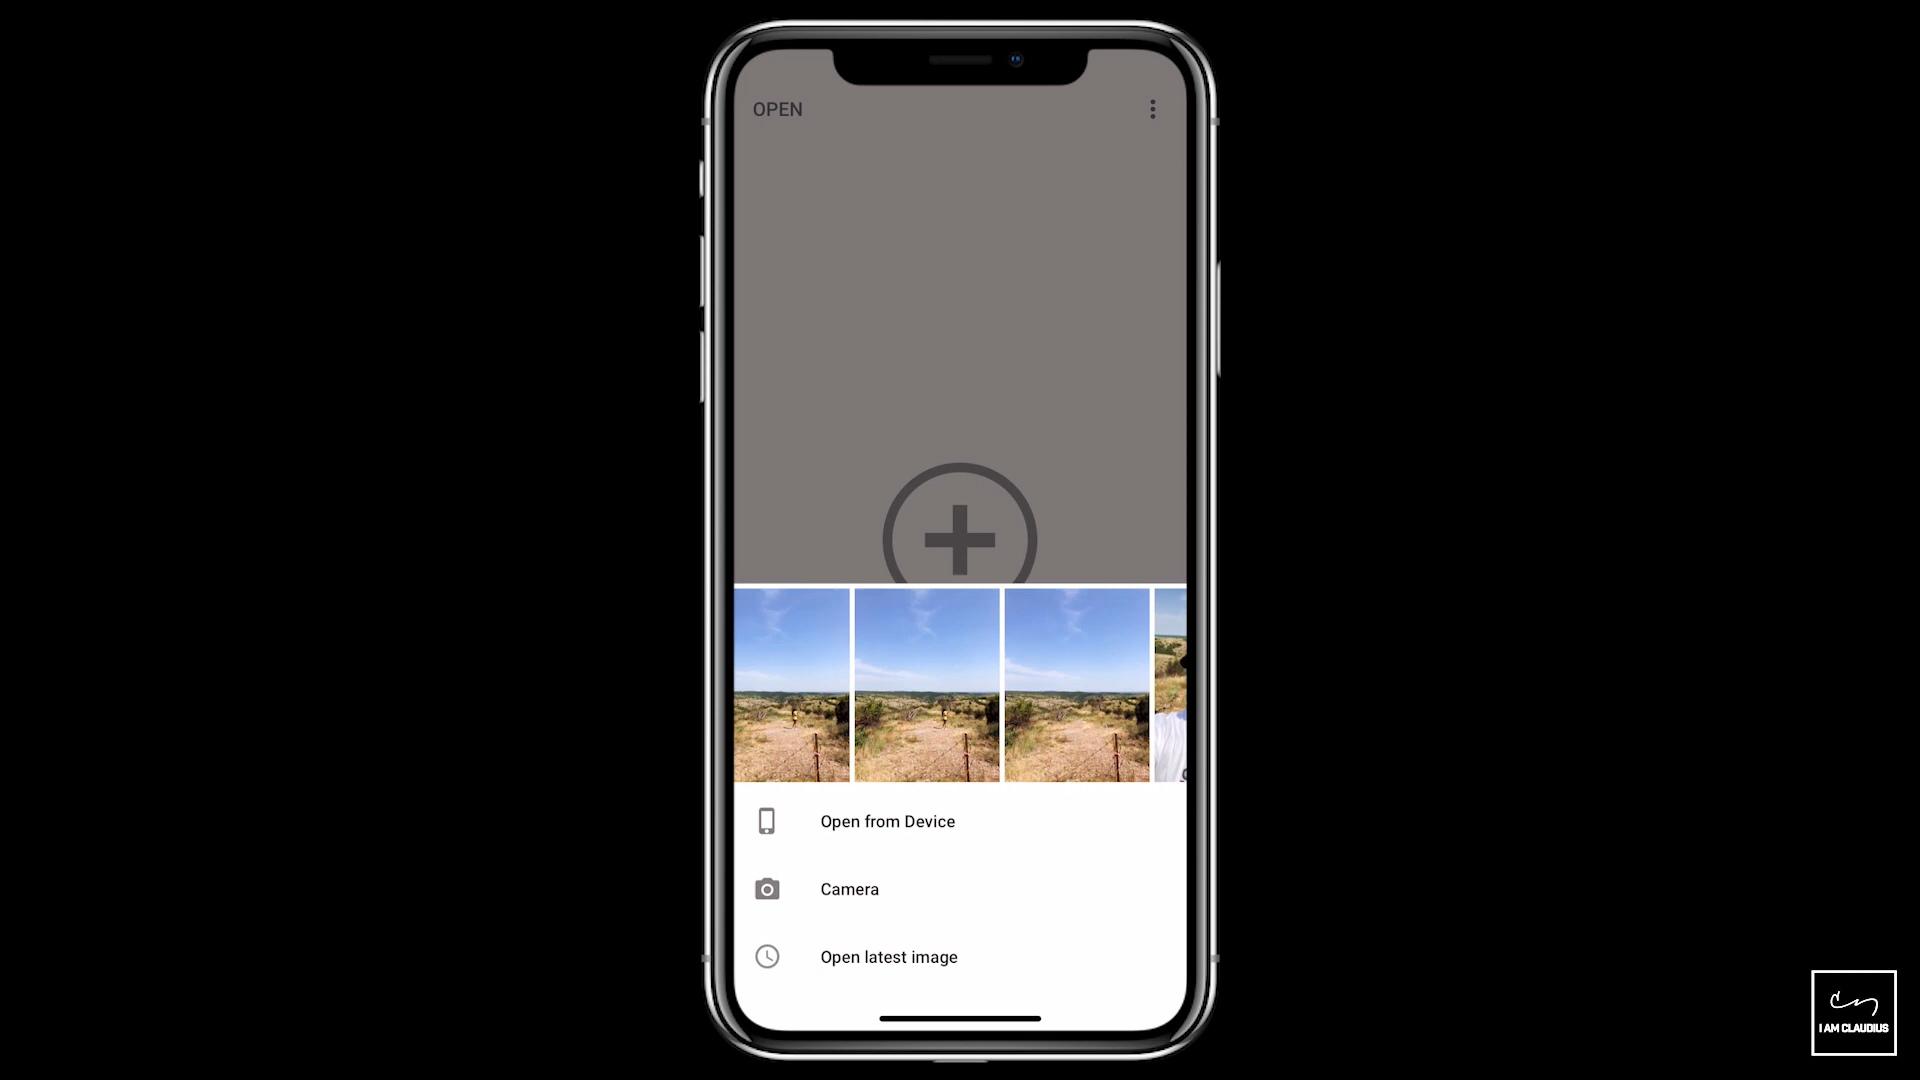 OPEN
Open from Device
Camera
Open latest image
I AM CLAUDIUS